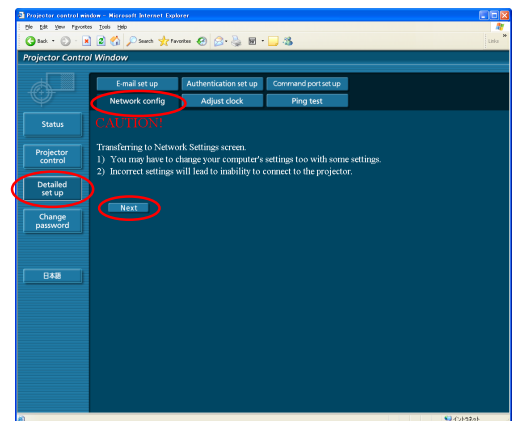 Projector control window - Microsoft Internet Explorer
File Edit View Favorites Tools Help
Back Search Favorites Links
Projector Control Window
E-mail set up Authentication set up Command port set up
Network config Adjust clock Ping test
Status
CAUTION!
Transferring to Network Settings screen.
1) You may have to change your computer's settings too with some settings.
2) Incorrect settings will lead to inability to connect to the projector.
Projector
control
Detailed
set up
Next
Change
password
日本語
イントラネット